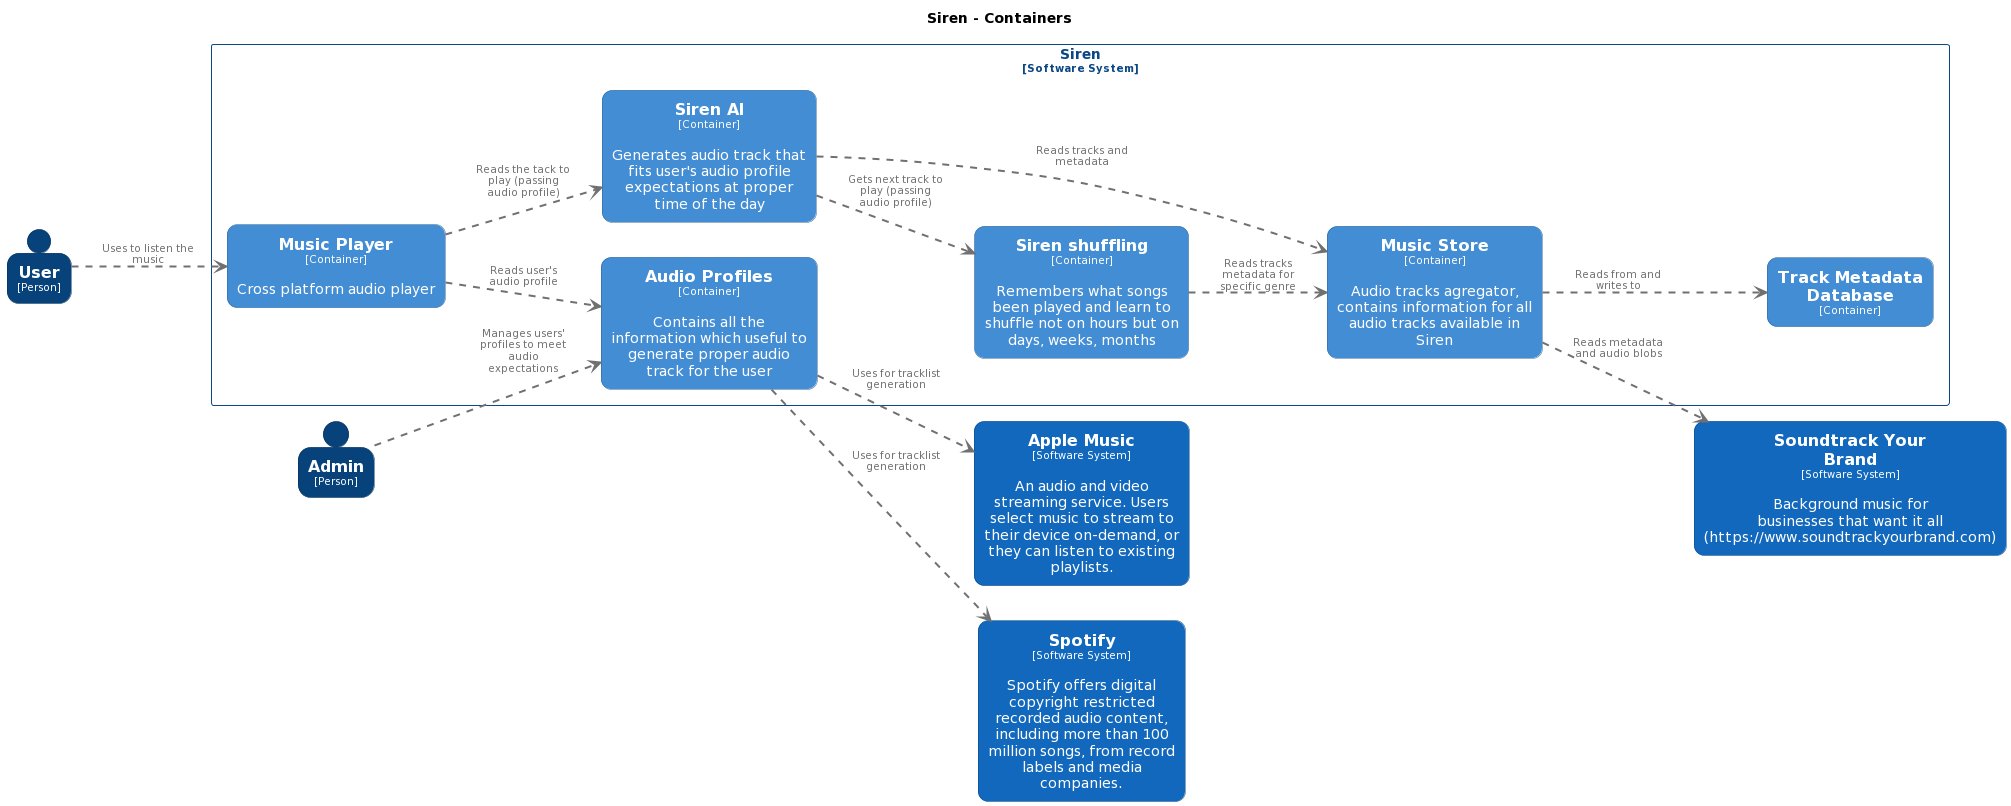 Siren - Containers
Siren
[Software System]
Siren AI
[Container]
Generates audio track that
fits user's audio profile
expectations at proper
time of the day
Reads tracks and
metadata
Reads the tack to
play (passing
audio profile)
Gets next track to
play (passing
audio profile)
User
[Person]
Uses to listen the
music
Music Player
[Container]
Cross platform audio player
Reads user's
audio profile
Audio Profiles
[Container]
Contains all the
information which useful to
generate proper audio
track for the user
Siren shuffling
[Container]
Remembers what songs
been played and learn to
shuffle not on hours but on
days, weeks, months
Reads tracks
metadata for
specific genre
Music Store
[Container]
Audio tracks agregator,
contains information for all
audio tracks available in
Siren
Reads from and
writes to
Track Metadata
Database
[Container]
Manages users'
profiles to meet
audio
expectations
Reads metadata
and audio blobs
Uses for tracklist
generation
Admin
[Person]
Uses for tracklist
generation
Apple Music
[Software System]
An audio and video
streaming service. Users
select music to stream to
their device on-demand, or
they can listen to existing
playlists.
Soundtrack Your
Brand
[Software System]
Background music for
businesses that want it all
(https://www.soundtrackyourbrand.com)
Spotify
[Software System]
Spotify offers digital
copyright restricted
recorded audio content,
including more than 100
million songs, from record
labels and media
companies.